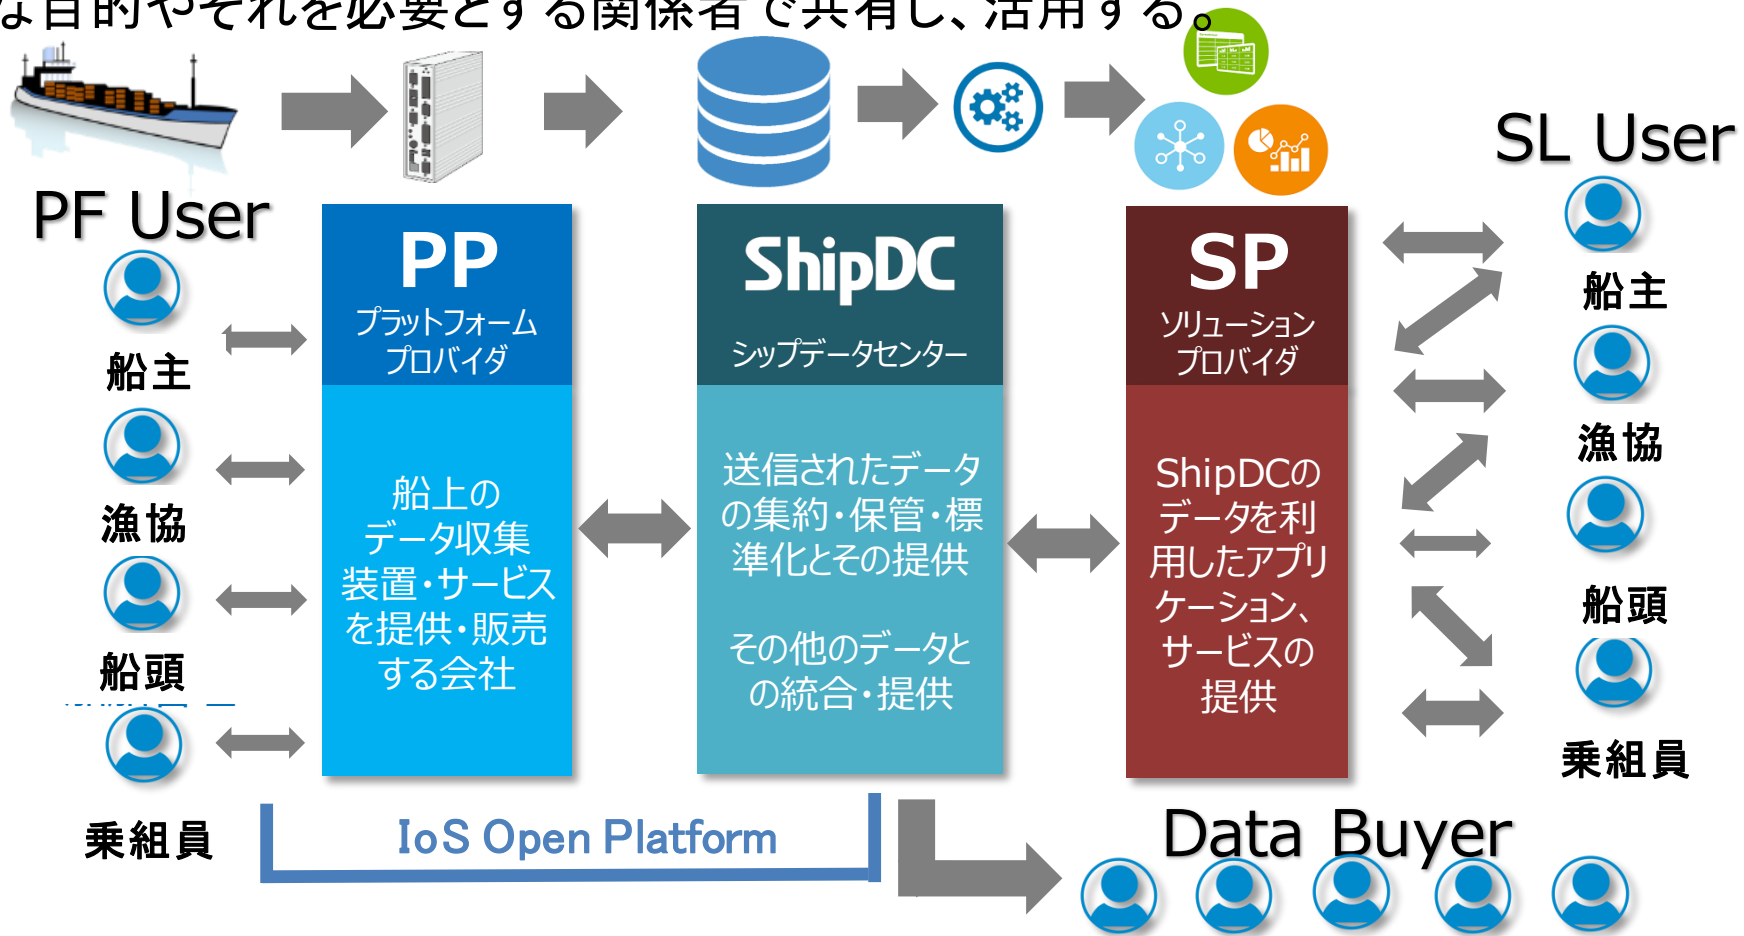 な目的やそれを必要とする関係者で共有し、活用する。
PF User
船主
漁協
船頭
乗組員
PP
プラットフォーム
プロバイダ
船上の
データ収集
装置・サービス
を提供・販売
する会社
ShipDC
シップデータセンター
送信されたデータ
の集約・保管・標
準化とその提供
その他のデータと
の統合・提供
SP
ソリューション
プロバイダ
ShipDCの
データを利
用したアプリ
ケーション、
サービスの
提供
SL User
船主
漁協
船頭
乗組員
IoS Open Platform
Data Buyer